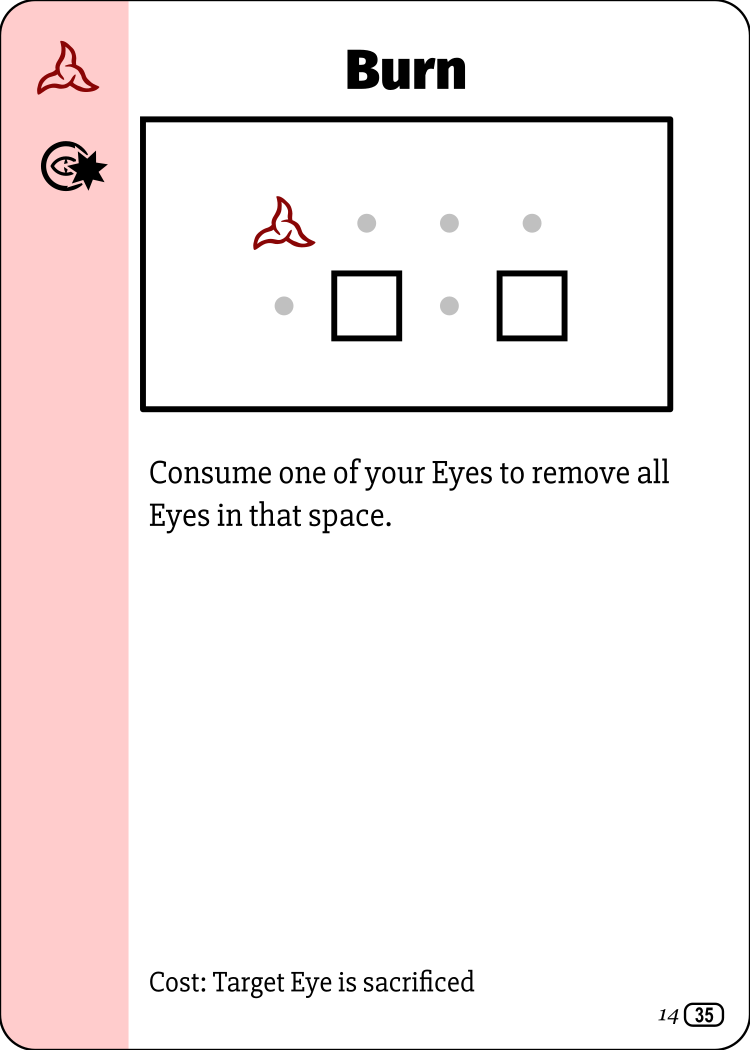 Burn
Consume one of your Eyes to remove all
Eyes in that space.
Cost: Target Eye is sacrificed
14 35